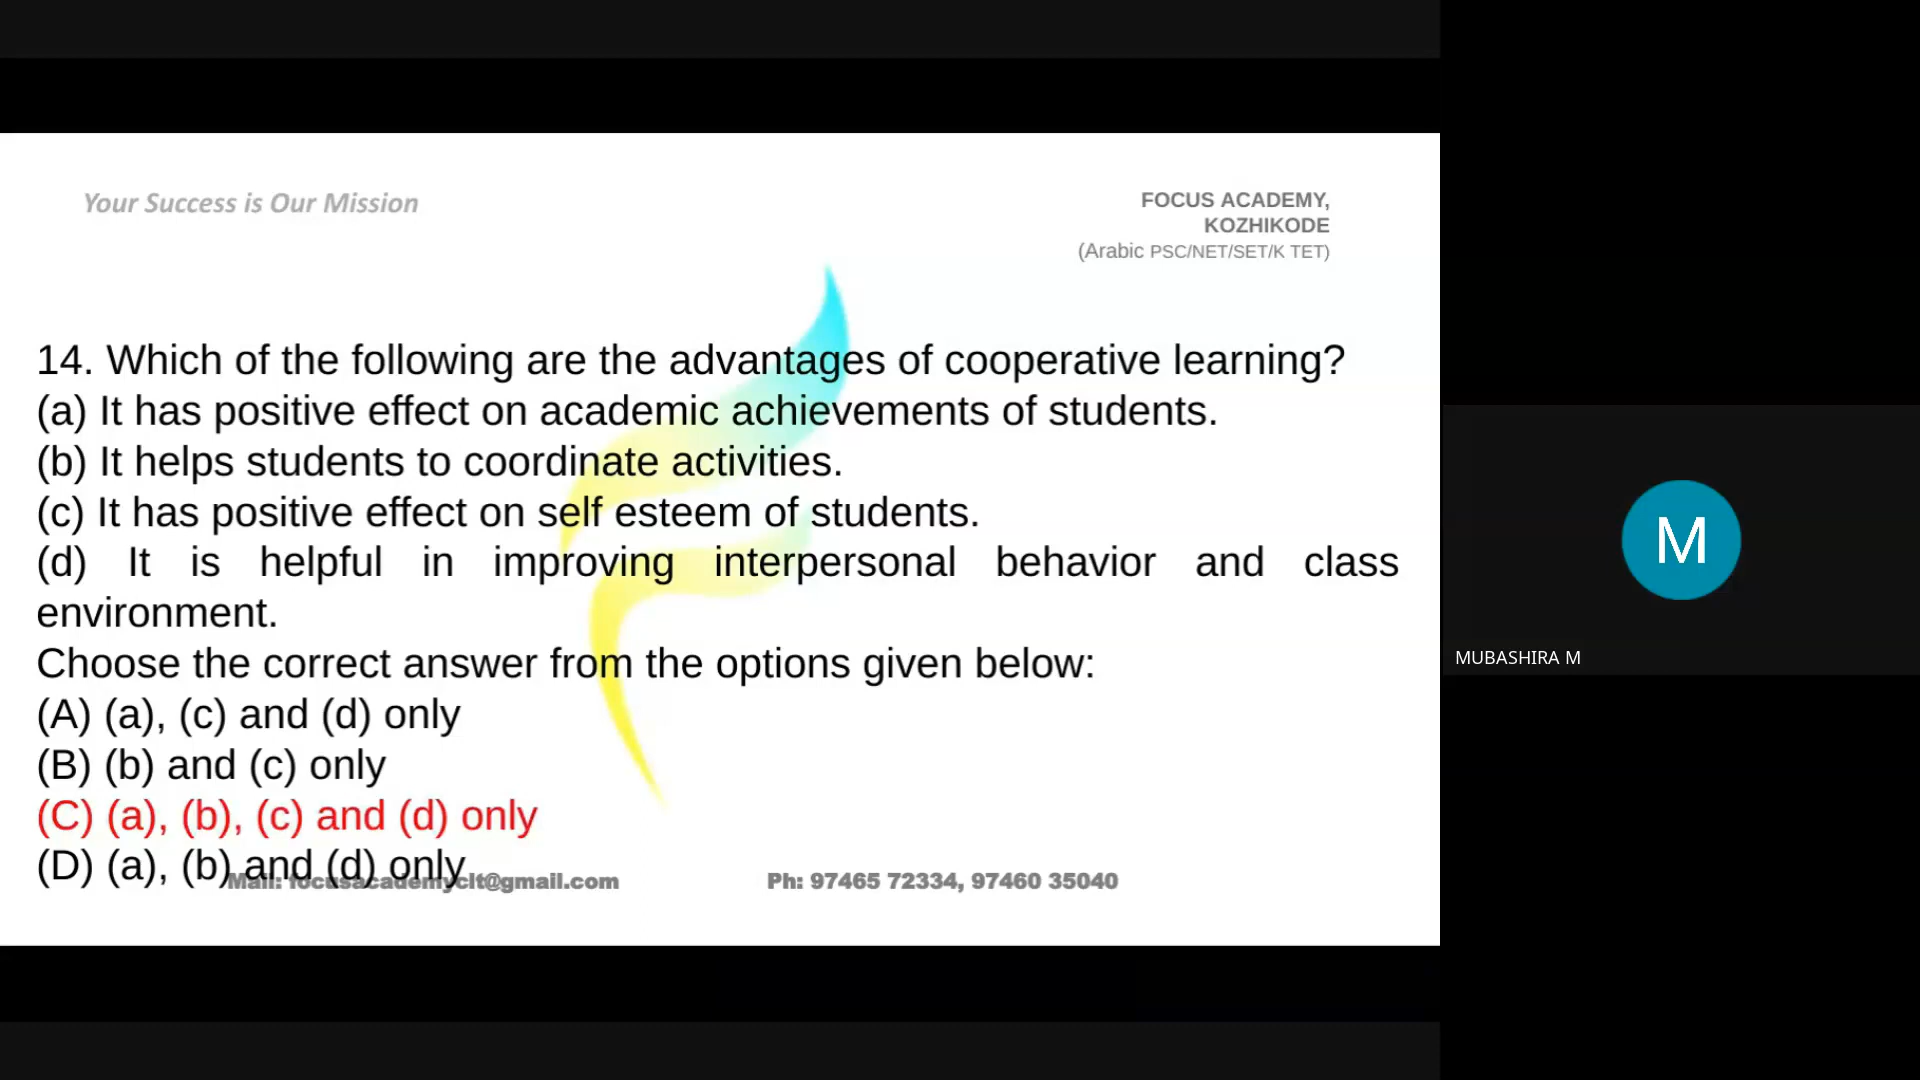 Your Success is Our Mission
FOCUS ACADEMY,
KOZHIKODE
(Arabic PSC/NET/SET/K TET)
14. Which of the following are the advantages of cooperative learning?
(a) It has positive effect on academic achievements of students.
(b) It helps students to coordinate activities.
(c) It has positive effect on self esteem of students.
(d) It is helpful in improving interpersonal behavior and class
environment.
Choose the correct answer from the options given below:
(A) (a), (c) and (d) only
(B) (b) and (c) only
(C) (a), (b), (c) and (d) only
(D) (a), (b) and (d) only
Mail: focusacademyclt@gmail.com
Ph: 97465 72334, 97460 35040
M
MUBASHIRA M